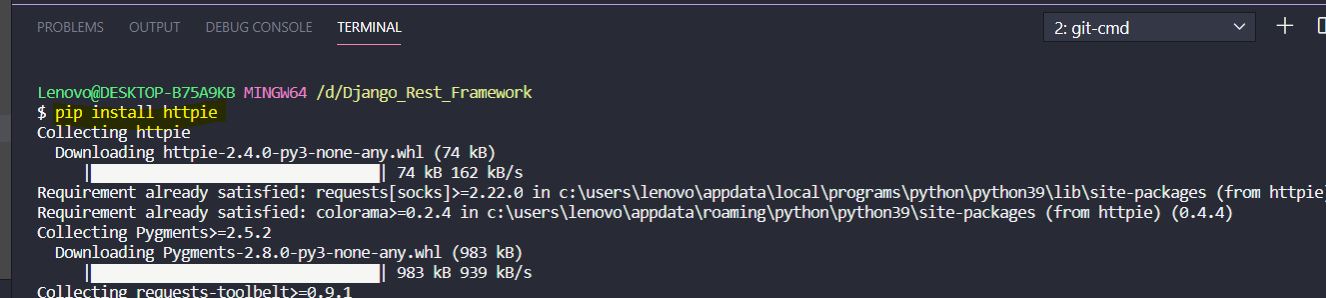 PROBLEMS OUTPUT DEBUG CONSOLE TERMINAL 2: git-cmd
Lenovo@DESKTOP-B75A9KB MINGW64 /d/Django_Rest_Framework
$ pip install httpie
Collecting httpie
Downloading httpie-2.4.0-py3-none-any.whl (74 kB)
| | 74 kB 162 kB/s
Requirement already satisfied: requests[socks]>=2.22.0 in c:\users\lenovo\appdata\local\programs\python\python39\lib\site-packages (from httpie
Requirement already satisfied: colorama>=0.2.4 in c:\users\lenovo\appdata\roaming\python\python39\site-packages (from httpie) (0.4.4)
Collecting Pygments>=2.5.2
Downloading Pygments-2.8.0-py3-none-any.whl (983 kB)
| | 983 kB 939 kB/s
Collecting requests-toolbelt>=0.9.1